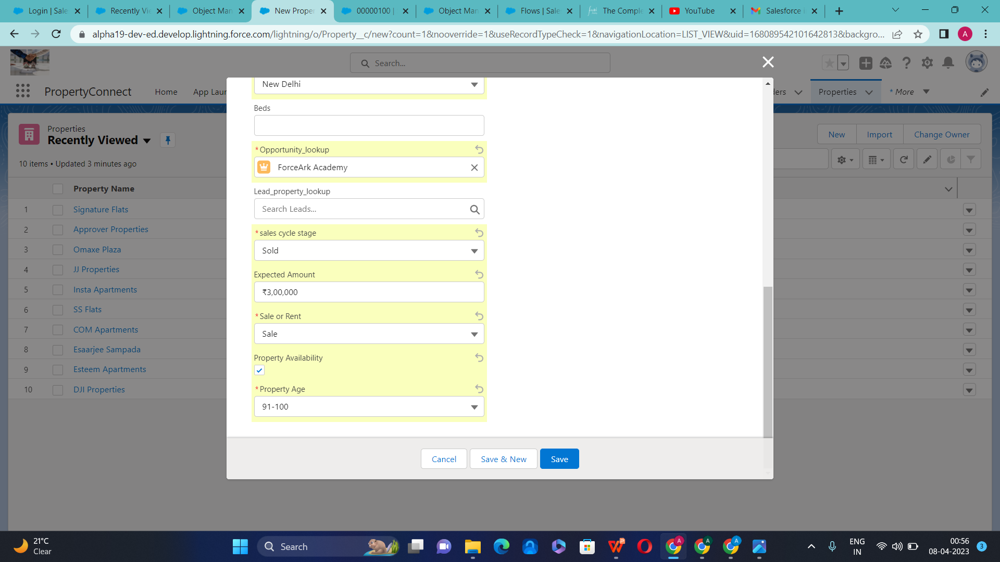 Login | Sale
Recently Vi
Object Man
New Proper
00000100 |
Object Man
Flows | Sale
The Comple
YouTube
Salesforce
alpha19-dev-ed.develop.lightning.force.com/lightning/o/Property__c/new?count=1&nooverride=1&useRecordTypeCheck=1&navigationLocation=LIST_VIEW&uid=168089542101642813&backgro...
A
Search...
PropertyConnect
Home
App Laur
ders
Properties
* More
Properties
Recently Viewed
10 items • Updated 3 minutes ago
New
Import
Change Owner
Property Name
1 Signature Flats
2 Approver Properties
3 Omaxe Plaza
4 JJ Properties
5 Insta Apartments
6 SS Flats
7 COM Apartments
8 Esaarjee Sampada
9 Esteem Apartments
10 DJI Properties
New Delhi
Beds
*Opportunity_lookup
ForceArk Academy
Lead_property_lookup
Search Leads...
*sales cycle stage
Sold
Expected Amount
₹3,00,000
*Sale or Rent
Sale
Property Availability
*Property Age
91-100
Cancel
Save & New
Save
21°C
Clear
Search
A
A
A
ENG
IN
00:56
08-04-2023
3